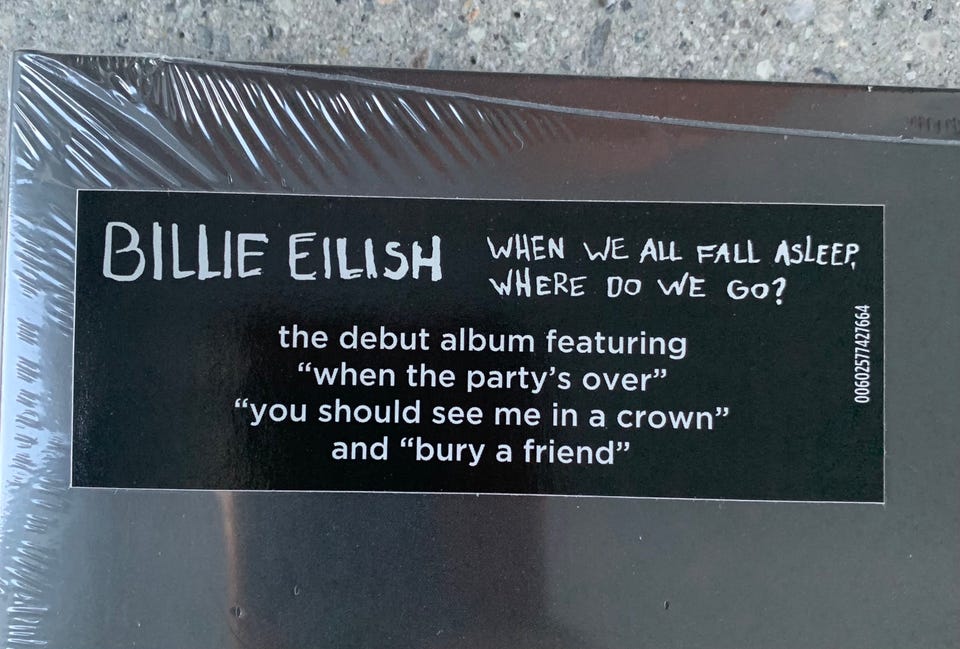 BILLIE EILISH
WHEN WE ALL FALL ASLEEP,
WHERE DO WE GO?
the debut album featuring
“when the party’s over”
“you should see me in a crown”
and “bury a friend”
00602577427664